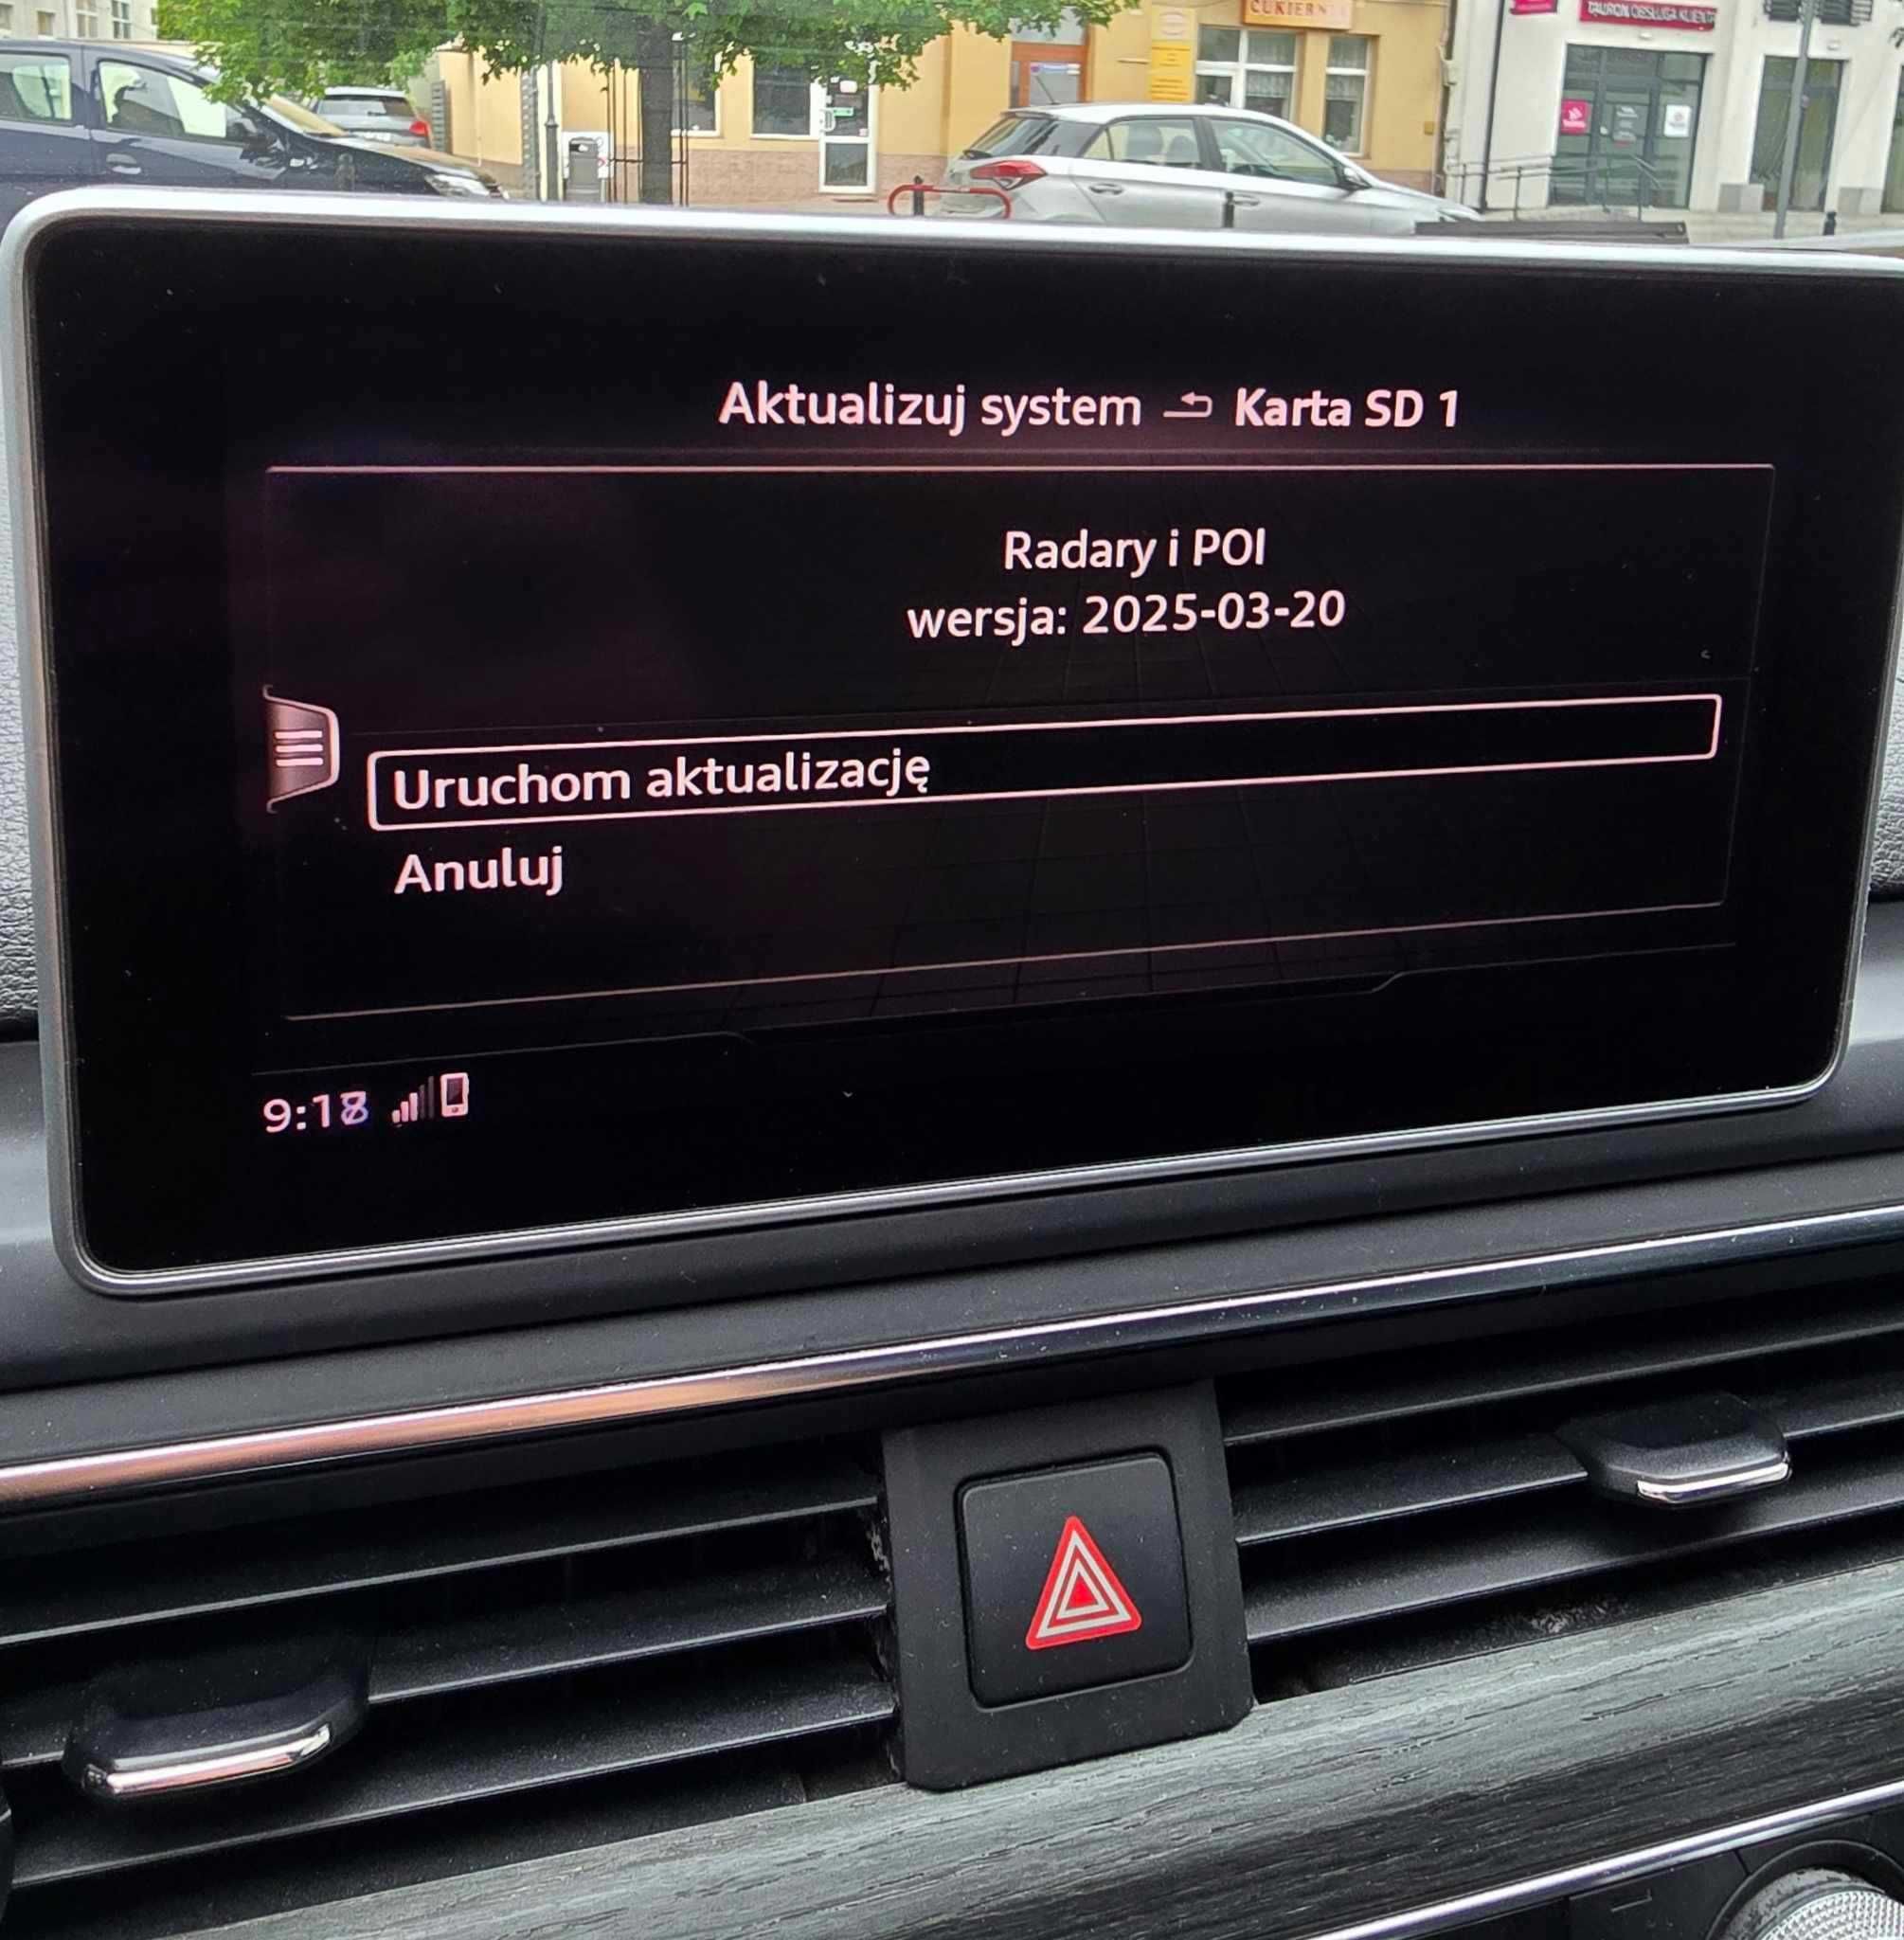 CUKIERNIA
TAURON OBSŁUGA KLIENTA
Aktualizuj system Karta SD 1
Radary i POI
wersja: 2025-03-20
Uruchom aktualizację
Anuluj
9:18